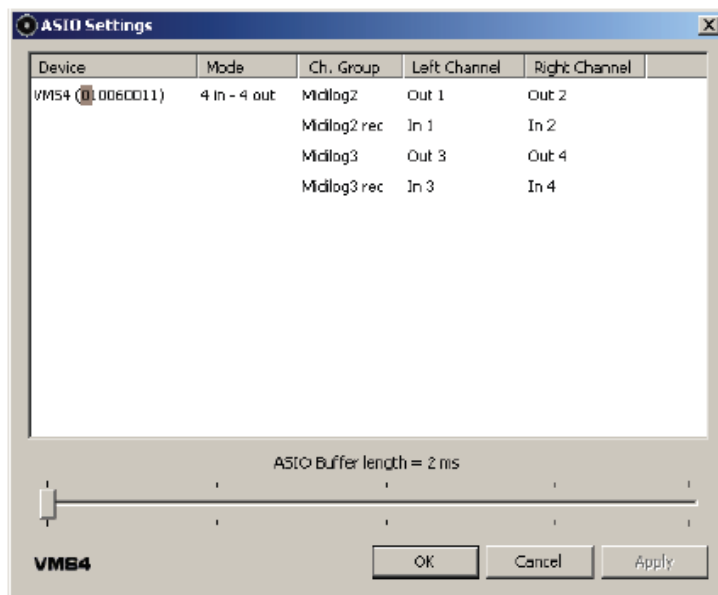 ASIO Settings
Device Mode Ch. Group Left Channel Right Channel
VMS4 (010060011) 4 in - 4 out Midilog2 Out 1 Out 2
Midilog2 rec In 1 In 2
Midilog3 Out 3 Out 4
Midilog3 rec In 3 In 4
ASIO Buffer length = 2 ms
VMS4 OK Cancel Apply